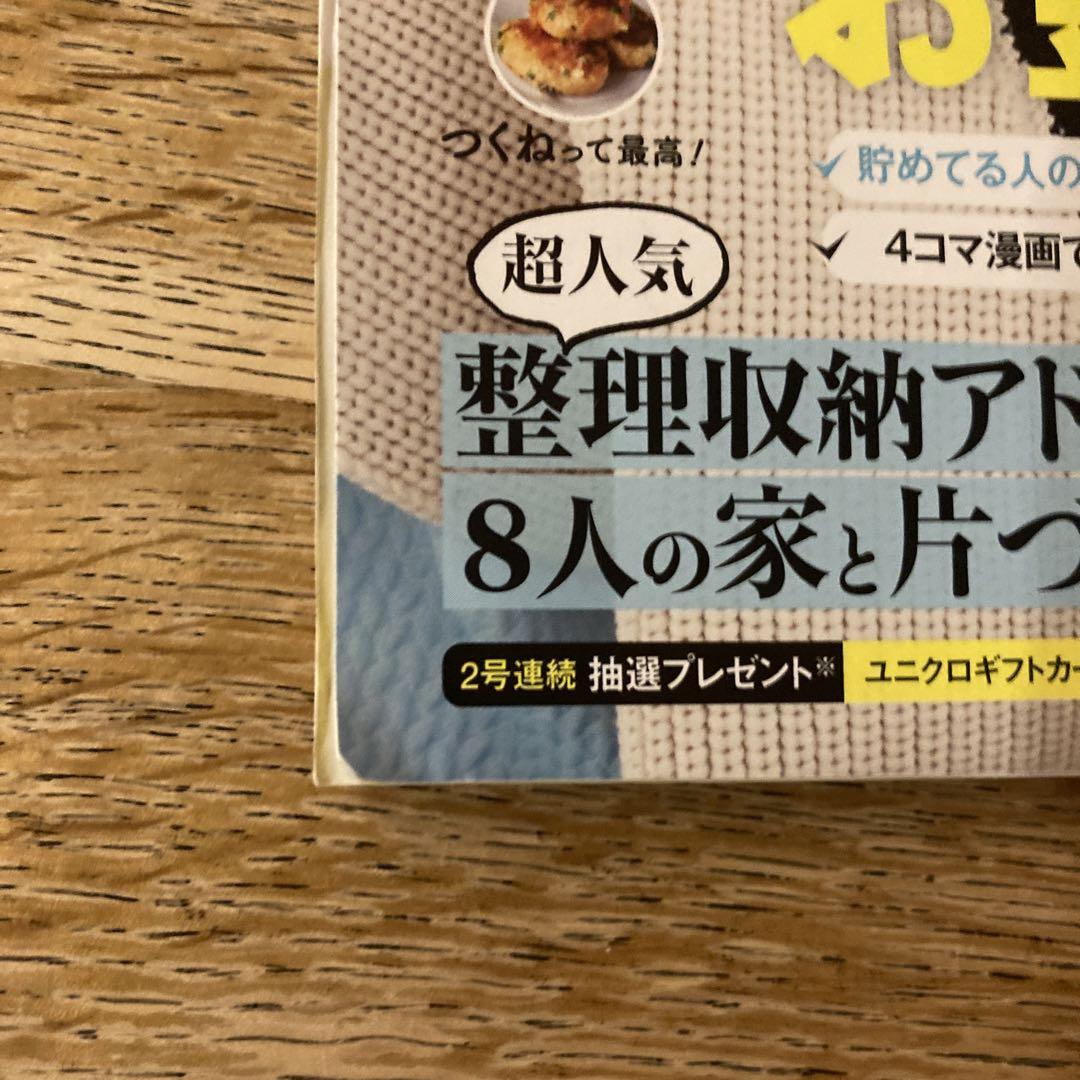 お
つくねって最高!
貯めてる人の
4コマ漫画で
超人気
整理収納アド
8人の家と片づ
2号連続 抽選プレゼント※
ユニクロギフトカー